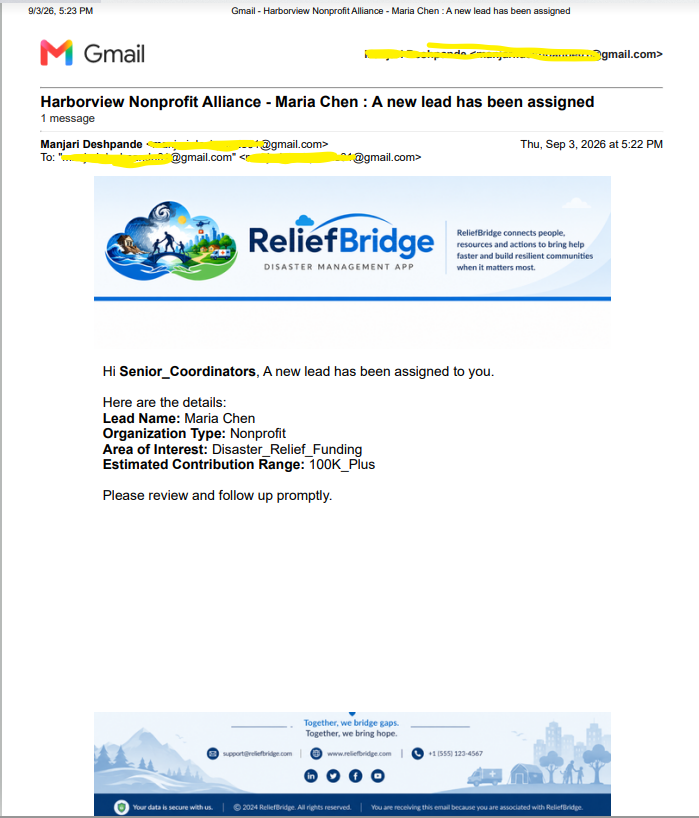 9/3/26, 5:23 PM Gmail - Harborview Nonprofit Alliance - Maria Chen : A new lead has been assigned
Gmail
@gmail.com>
Harborview Nonprofit Alliance - Maria Chen : A new lead has been assigned
1 message
Manjari Deshpande @gmail.com> Thu, Sep 3, 2026 at 5:22 PM
To: @gmail.com" @gmail.com>
ReliefBridge
DISASTER MANAGEMENT APP
ReliefBridge connects people,
resources and actions to bring help
faster and build resilient communities
when it matters most.
Hi Senior_Coordinators, A new lead has been assigned to you.
Here are the details:
Lead Name: Maria Chen
Organization Type: Nonprofit
Area of Interest: Disaster_Relief_Funding
Estimated Contribution Range: 100K_Plus
Please review and follow up promptly.
Together, we bridge gaps.
Together, we bring hope.
support@reliefbridge.com | www.reliefbridge.com | +1 (555) 123-4567
Your data is secure with us. | © 2024 ReliefBridge. All rights reserved. | You are receiving this email because you are associated with ReliefBridge.